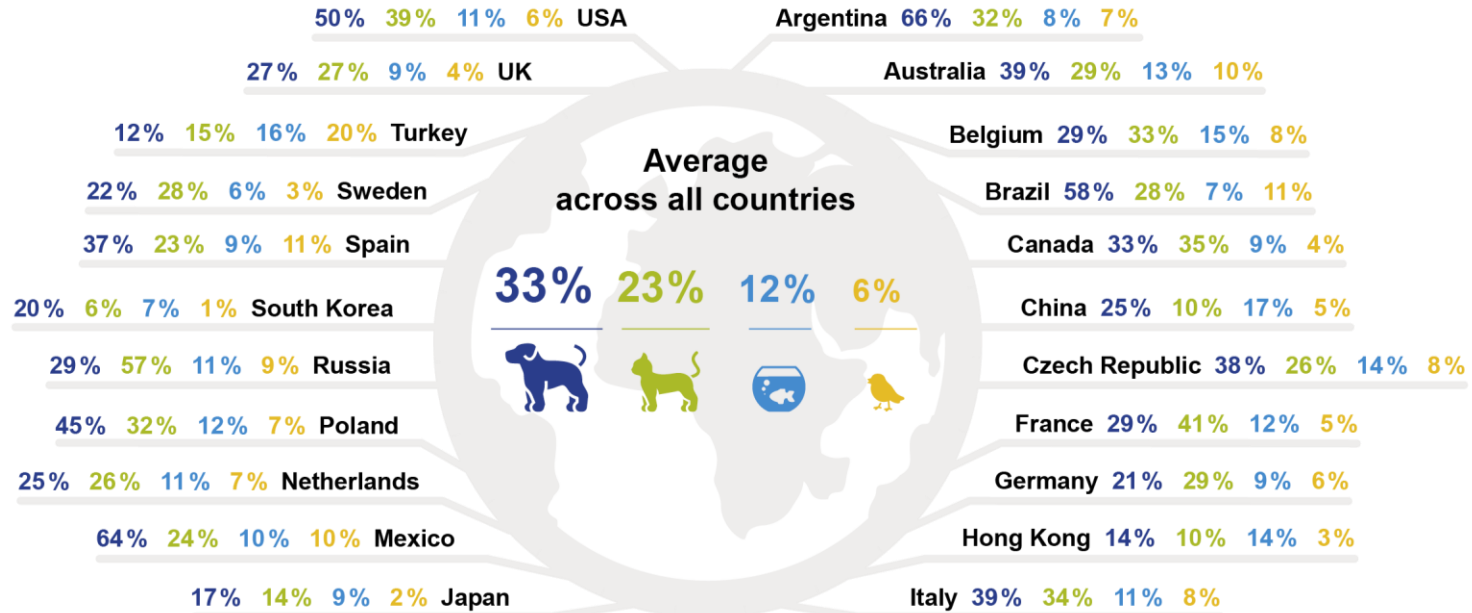 50% 39% 11% 6% USA
27% 27% 9% 4% UK
12% 15% 16% 20% Turkey
22% 28% 6% 3% Sweden
37% 23% 9% 11% Spain
20% 6% 7% 1% South Korea
29% 57% 11% 9% Russia
45% 32% 12% 7% Poland
25% 26% 11% 7% Netherlands
64% 24% 10% 10% Mexico
17% 14% 9% 2% Japan
Average
across all countries
33% 23% 12% 6%
Argentina 66% 32% 8% 7%
Australia 39% 29% 13% 10%
Belgium 29% 33% 15% 8%
Brazil 58% 28% 7% 11%
Canada 33% 35% 9% 4%
China 25% 10% 17% 5%
Czech Republic 38% 26% 14% 8%
France 29% 41% 12% 5%
Germany 21% 29% 9% 6%
Hong Kong 14% 10% 14% 3%
Italy 39% 34% 11% 8%